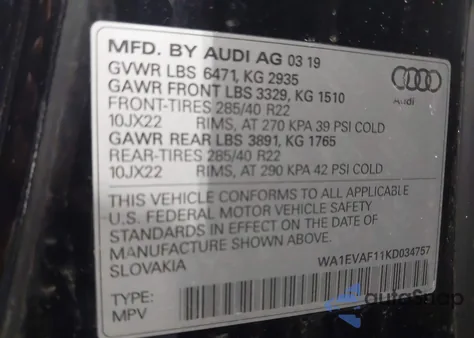 MFD. BY AUDI AG 03 19
GVWR LBS 6471, KG 2935
GAWR FRONT LBS 3329, KG 1510
FRONT-TIRES 285/40 R22
10JX22 RIMS, AT 270 KPA 39 PSI COLD
GAWR REAR LBS 3891, KG 1765
REAR-TIRES 285/40 R22
10JX22 RIMS, AT 290 KPA 42 PSI COLD
Audi
THIS VEHICLE CONFORMS TO ALL APPLICABLE
U.S. FEDERAL MOTOR VEHICLE SAFETY
STANDARDS IN EFFECT ON THE DATE OF
MANUFACTURE SHOWN ABOVE.
SLOVAKIA WA1EVAF11KD034757
TYPE:
MPV
autoSnap